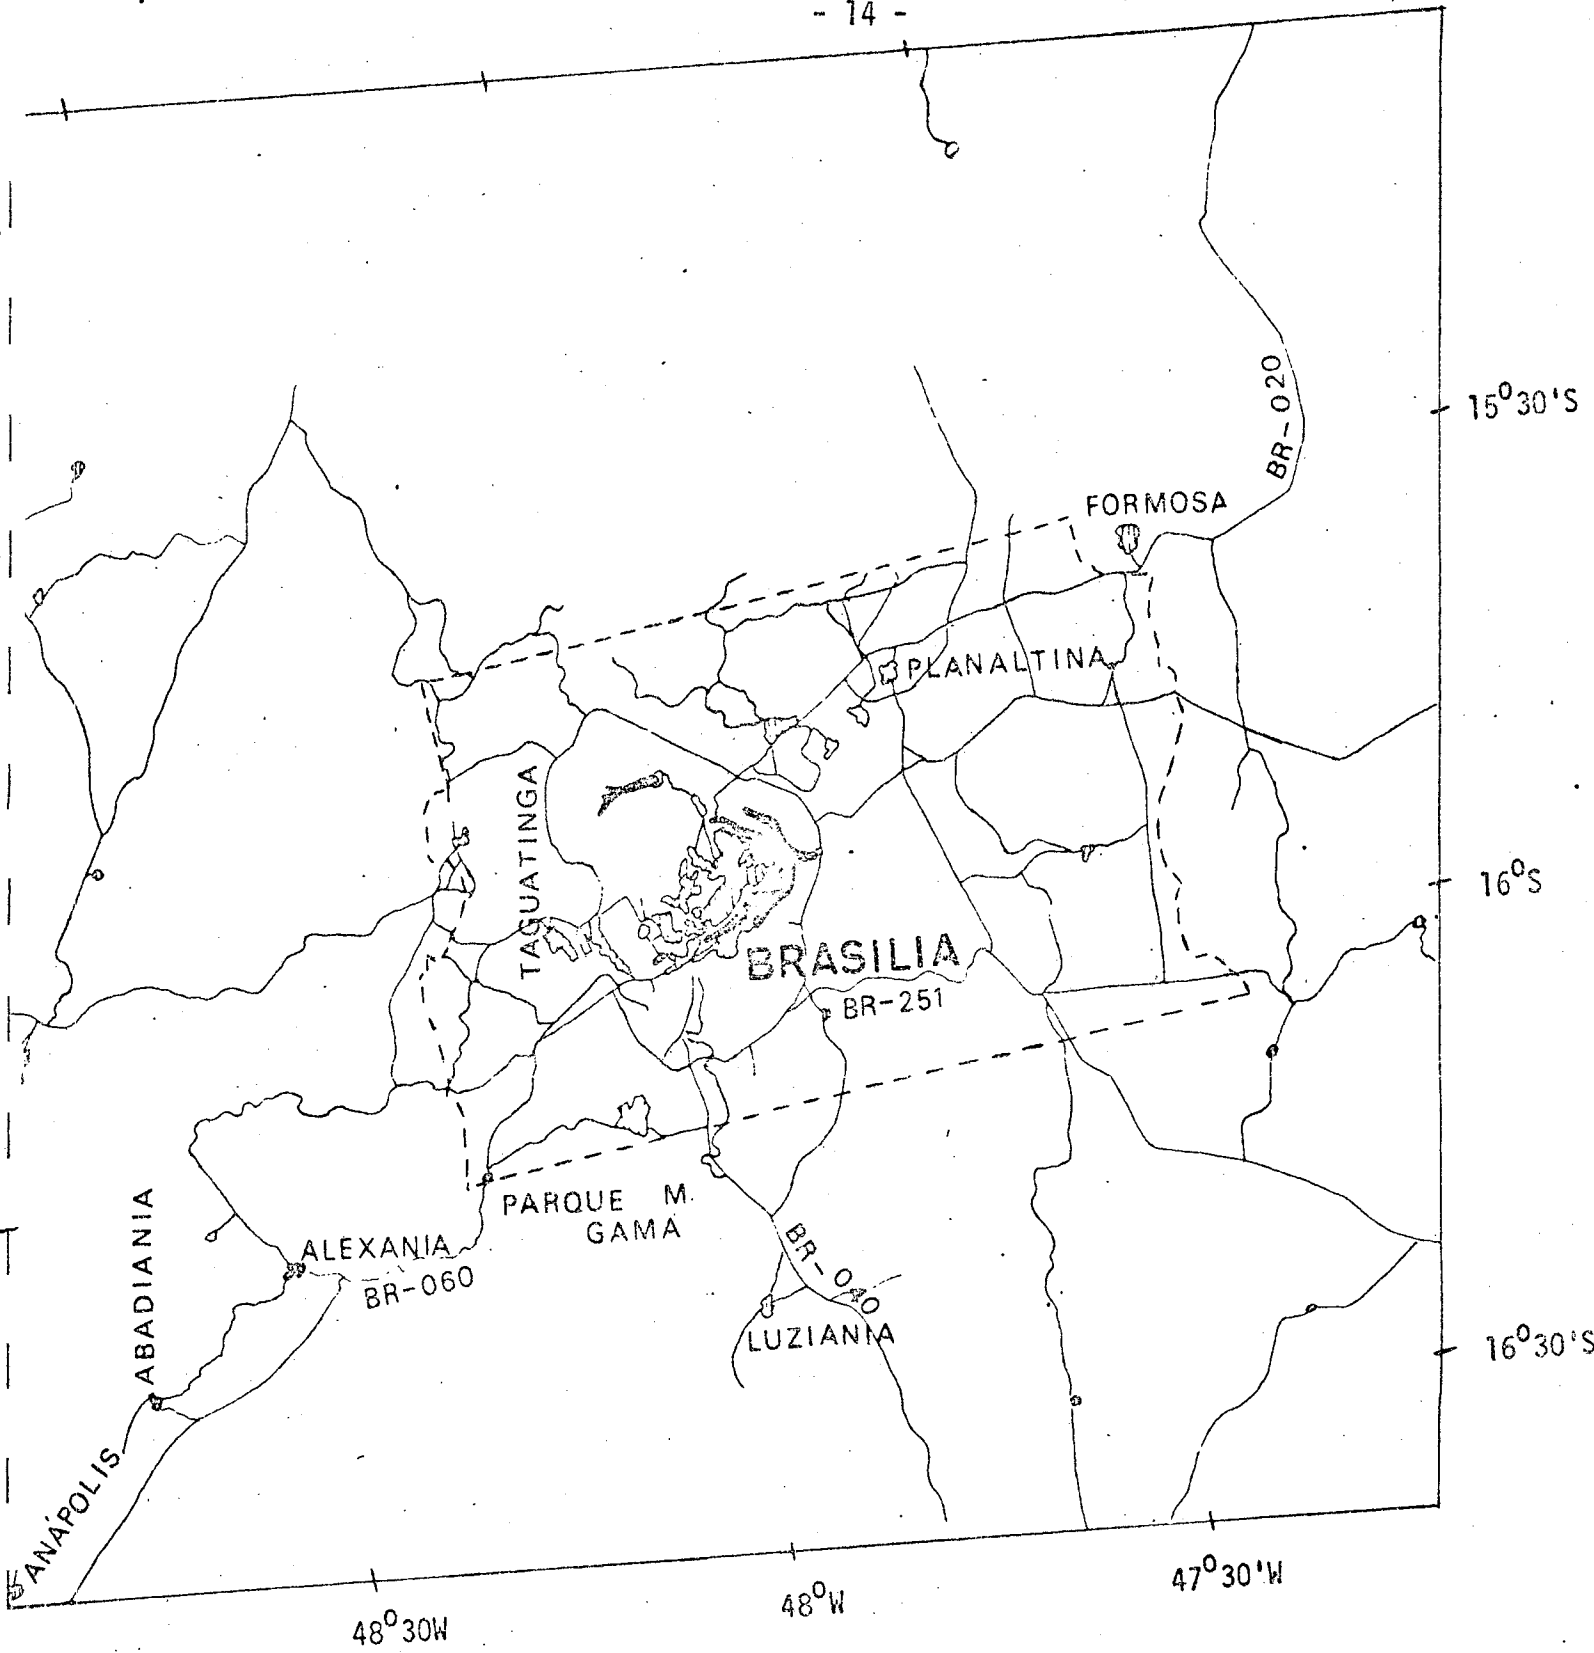 - 14 -
BR-020
15°30'S
FORMOSA
PLANALTINA
TAGUATINGA
16°S
BRASILIA
BR-251
PARQUE M.
GAMA
ALEXANIA
BR-060
ABADIANIA
BR-040
LUZIANIA
16°30'S
ANÁPOLIS
47°30'W
48°W
48°30W